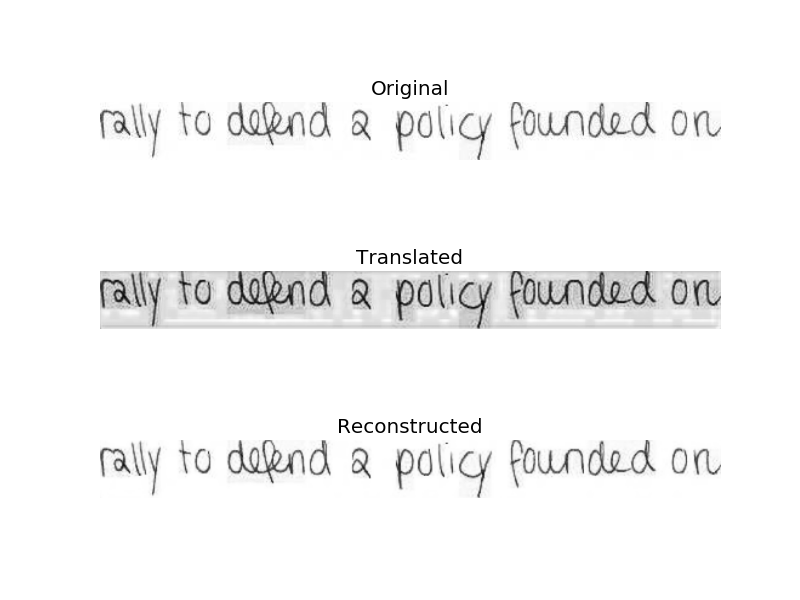 Original
rally to defend a policy founded on
Translated
rally to defend a policy founded on
Reconstructed
rally to defend a policy founded on